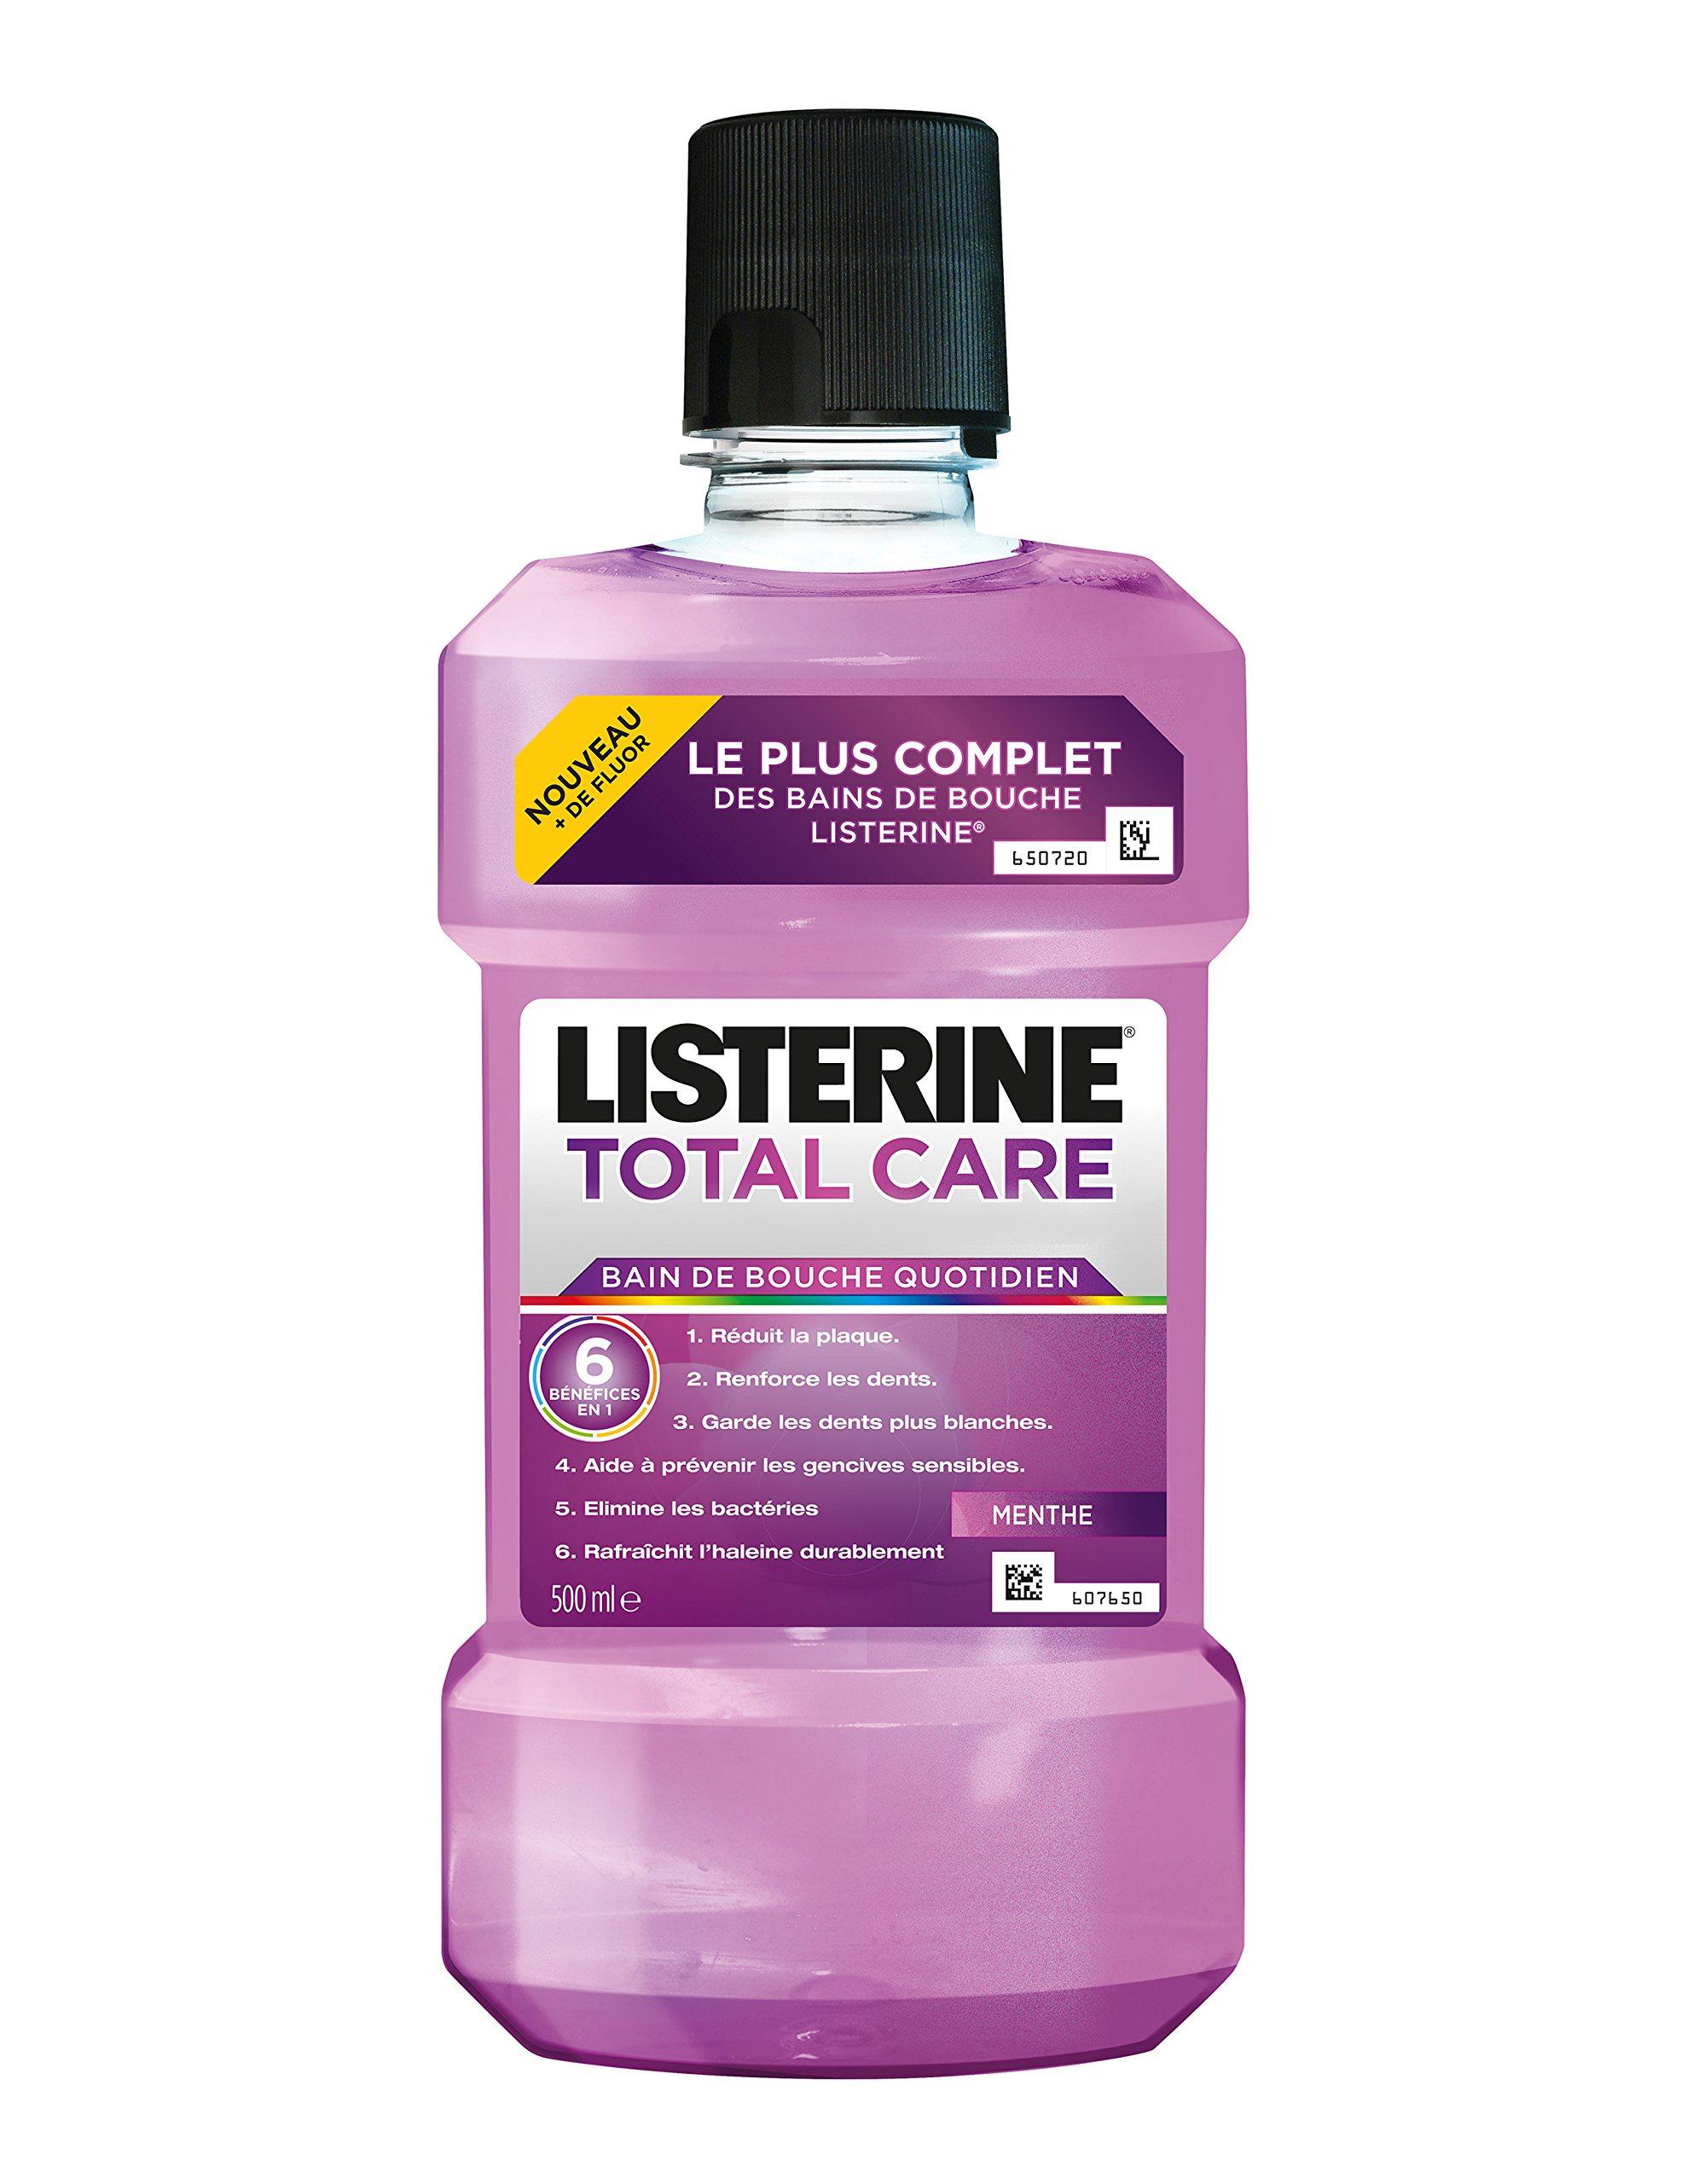 NOUVEAU
+ DE FLUOR
LE PLUS COMPLET
DES BAINS DE BOUCHE
LISTERINE®
650720
LISTERINE®
TOTAL CARE
BAIN DE BOUCHE QUOTIDIEN
6
BÉNÉFICES
EN 1
1. Réduit la plaque.
2. Renforce les dents.
3. Garde les dents plus blanches.
4. Aide à prévenir les gencives sensibles.
5. Elimine les bactéries
6. Rafraîchit l'haleine durablement
MENTHE
500 ml ℮
607650